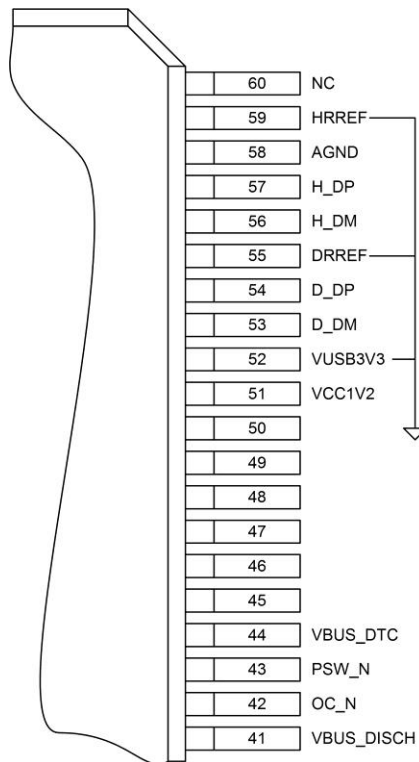 60 NC
59 HRREF
58 AGND
57 H_DP
56 H_DM
55 DRREF
54 D_DP
53 D_DM
52 VUSB3V3
51 VCC1V2
50
49
48
47
46
45
44 VBUS_DTC
43 PSW_N
42 OC_N
41 VBUS_DISCH